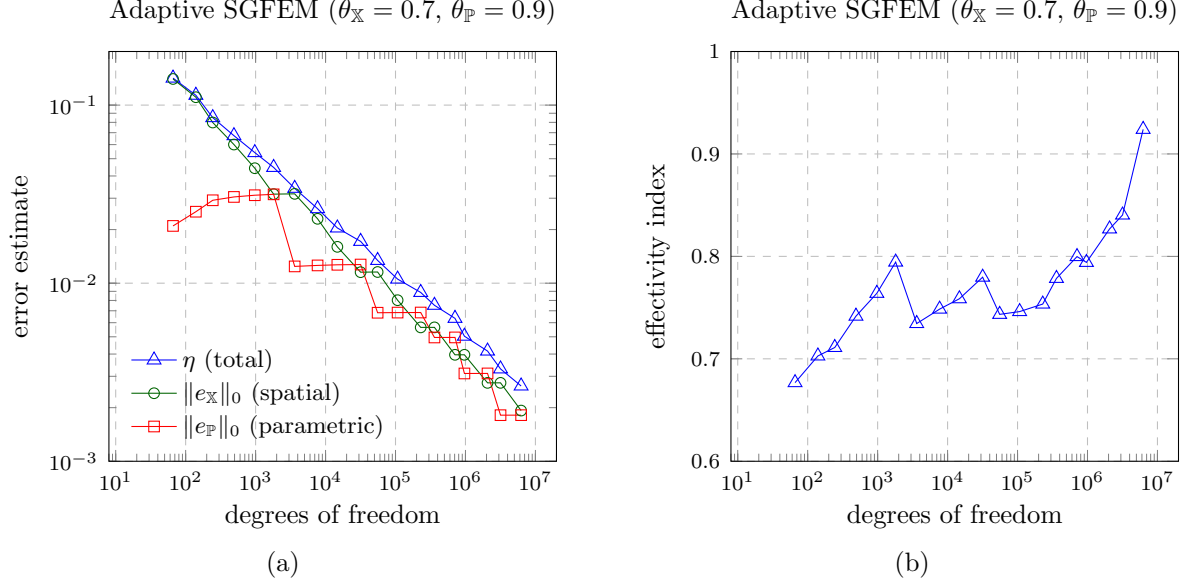 Adaptive SGFEM (θ𝕏 = 0.7, θℙ = 0.9)
error estimate
10⁻¹
10⁻²
10⁻³
η (total)
‖e𝕏‖₀ (spatial)
‖eℙ‖₀ (parametric)
10¹ 10² 10³ 10⁴ 10⁵ 10⁶ 10⁷
degrees of freedom
(a)
Adaptive SGFEM (θ𝕏 = 0.7, θℙ = 0.9)
effectivity index
1
0.9
0.8
0.7
0.6
10¹ 10² 10³ 10⁴ 10⁵ 10⁶ 10⁷
degrees of freedom
(b)